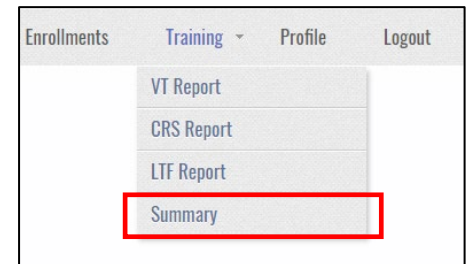 Enrollments Training Profile Logout
VT Report
CRS Report
LTF Report
Summary